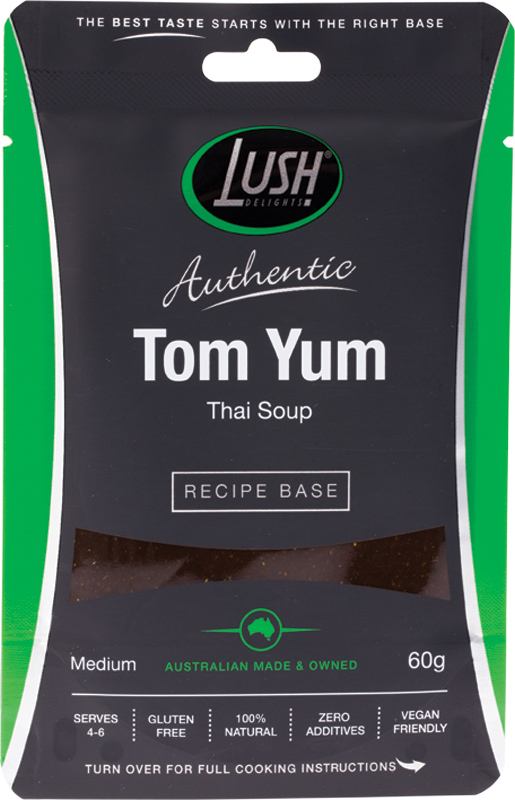 THE BEST TASTE STARTS WITH THE RIGHT BASE
LUSH®
DELIGHTS
Authentic
Tom Yum
Thai Soup
RECIPE BASE
Medium
AUSTRALIAN MADE & OWNED
60g
SERVES
4-6
GLUTEN
FREE
100%
NATURAL
ZERO
ADDITIVES
VEGAN
FRIENDLY
TURN OVER FOR FULL COOKING INSTRUCTIONS